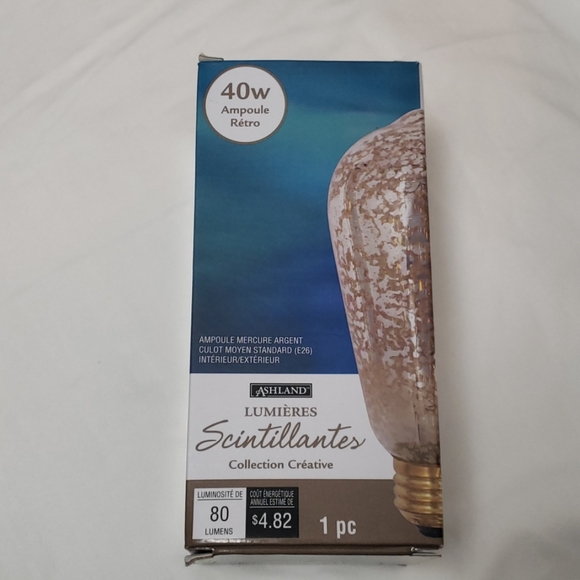 40w
Ampoule
Rétro
AMPOULE MERCURE ARGENT
CULOT MOYEN STANDARD (E26)
INTÉRIEUR/EXTÉRIEUR
ASHLAND
LUMIÈRES
Scintillantes
Collection Créative
LUMINOSITÉ DE
80
LUMENS
COÛT ÉNERGÉTIQUE
ANNUEL ESTIMÉ DE
$4.82
1 pc